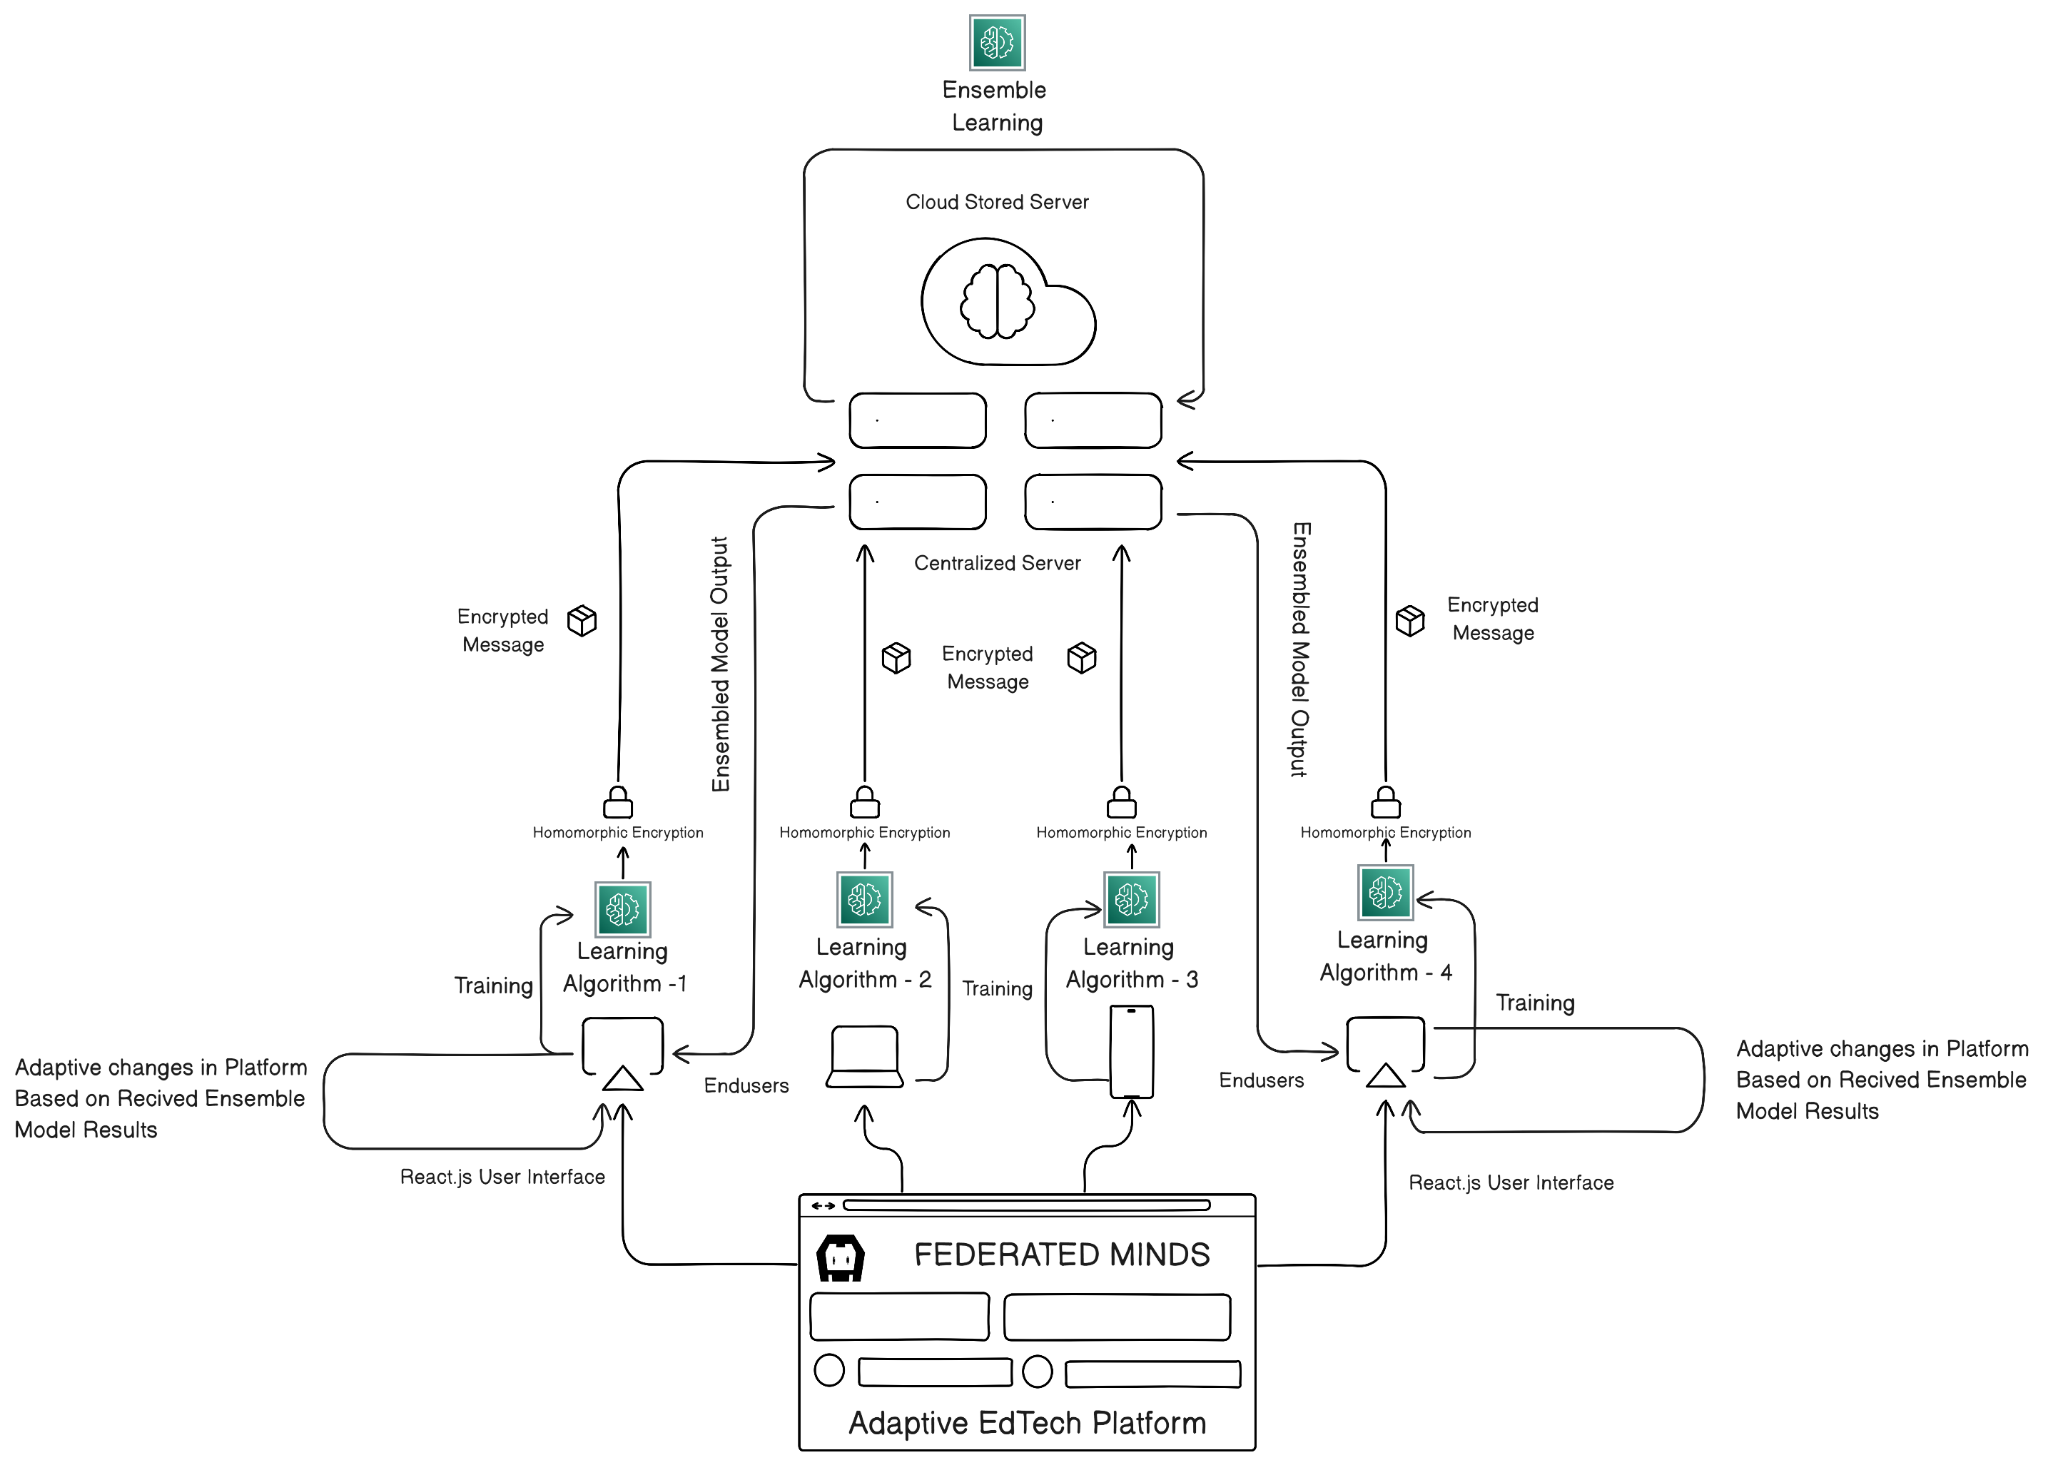 Ensemble
Learning
Cloud Stored Server
Centralized Server
Encrypted
Message
Ensembled Model Output
Encrypted
Message
Ensembled Model Output
Encrypted
Message
Homomorphic Encryption
Homomorphic Encryption
Homomorphic Encryption
Homomorphic Encryption
Learning
Algorithm -1
Learning
Algorithm - 2
Learning
Algorithm - 3
Learning
Algorithm - 4
Training
Training
Training
Adaptive changes in Platform
Based on Recived Ensemble
Model Results
Endusers
Endusers
Adaptive changes in Platform
Based on Recived Ensemble
Model Results
React.js User Interface
React.js User Interface
FEDERATED MINDS
Adaptive EdTech Platform